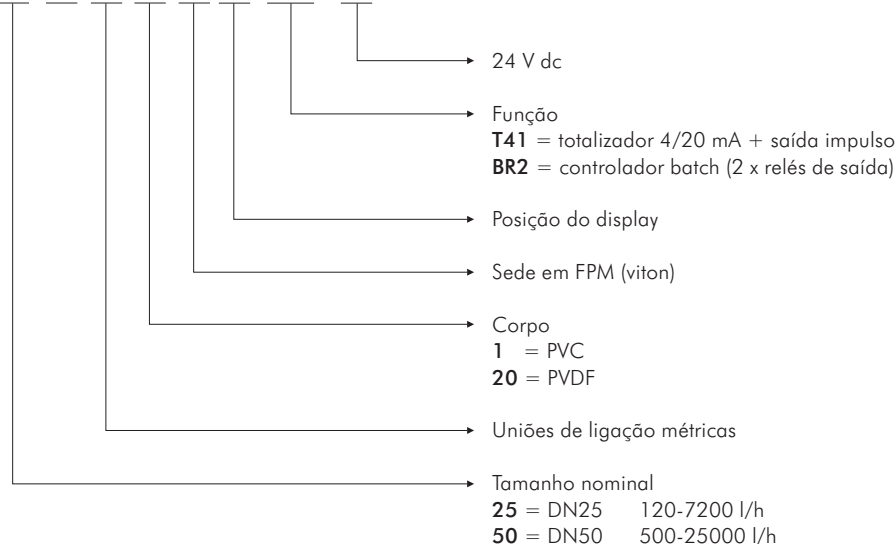 24 V dc
Função
T41 = totalizador 4/20 mA + saída impulso
BR2 = controlador batch (2 x relés de saída)
Posição do display
Sede em FPM (viton)
Corpo
1 = PVC
20 = PVDF
Uniões de ligação métricas
Tamanho nominal
25 = DN25 120-7200 l/h
50 = DN50 500-25000 l/h